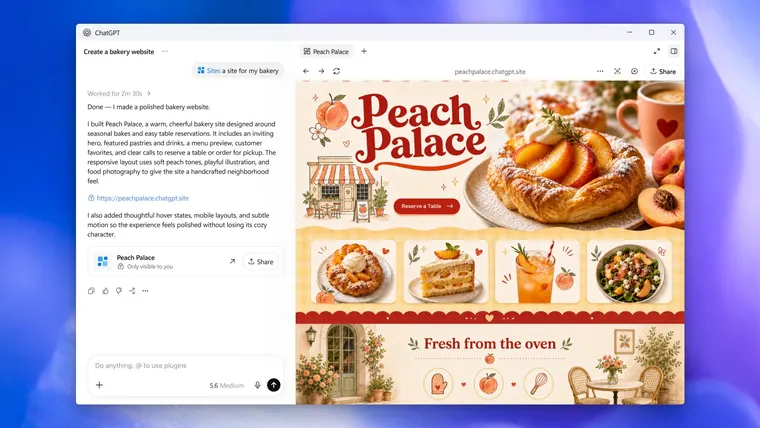 ChatGPT
Create a bakery website
Sites a site for my bakery
Worked for 2m 30s
Done — I made a polished bakery website.
I built Peach Palace, a warm, cheerful bakery site designed around
seasonal bakes and easy table reservations. It includes an inviting
hero, featured pastries and drinks, a menu preview, customer
favorites, and clear calls to reserve a table or order for pickup. The
responsive layout uses soft peach tones, playful illustration, and
food photography to give the site a handcrafted neighborhood
feel.
https://peachpalace.chatgpt.site
I also added thoughtful hover states, mobile layouts, and subtle
motion so the experience feels polished without losing its cozy
character.
Peach Palace
Only visible to you
Share
Do anything. @ to use plugins
5.6 Medium
Peach Palace
peachpalace.chatgpt.site
Share
Peach
Palace
Reserve a Table
Fresh from the oven